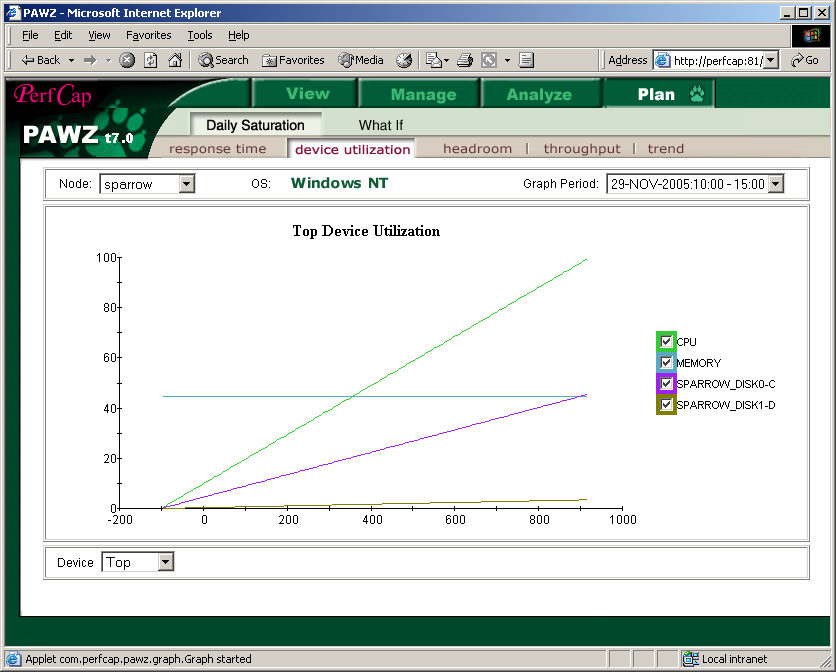 PAWZ - Microsoft Internet Explorer
File Edit View Favorites Tools Help
Back Search Favorites Media Address http://perfcap:81/ Go
PerfCap View Manage Analyze Plan
PAWZ t7.0 Daily Saturation What If
response time device utilization headroom | throughput | trend
Node: sparrow OS: Windows NT Graph Period: 29-NOV-2005:10:00 - 15:00
Top Device Utilization
100
80
60
40
20
0
-200 0 200 400 600 800 1000
CPU
MEMORY
SPARROW_DISK0-C
SPARROW_DISK1-D
Device Top
Applet com.perfcap.pawz.graph.Graph started Local intranet